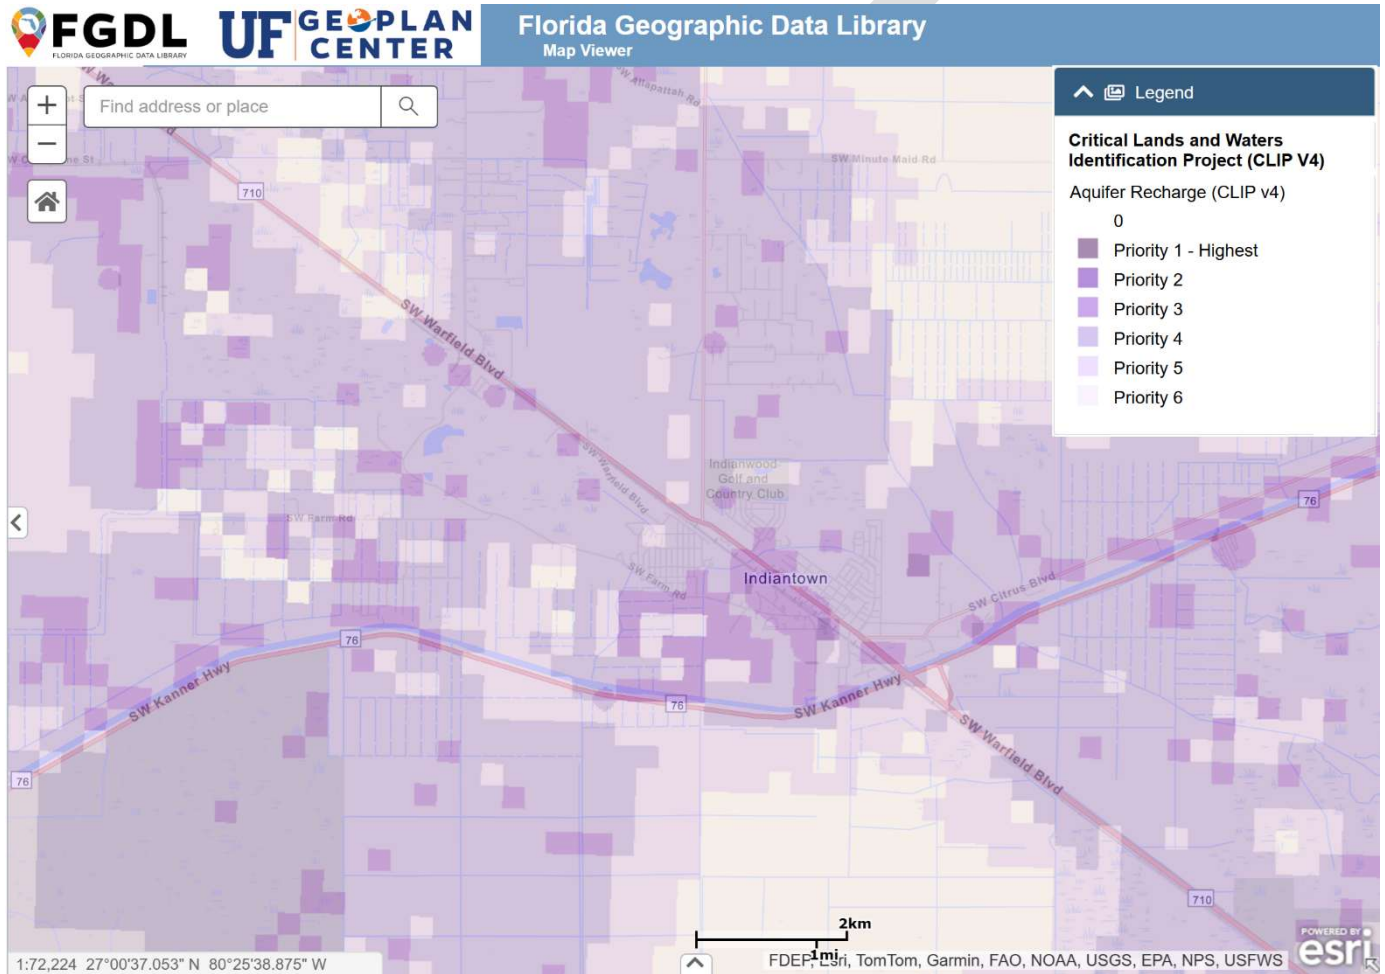 FGDL
FLORIDA GEOGRAPHIC DATA LIBRARY
UF GEOPLAN CENTER
Florida Geographic Data Library
Map Viewer
Find address or place
Legend
Critical Lands and Waters
Identification Project (CLIP V4)
Aquifer Recharge (CLIP v4)
0
Priority 1 - Highest
Priority 2
Priority 3
Priority 4
Priority 5
Priority 6
SW Allapattah Rd
SW Minute Maid Rd
710
SW Warfield Blvd
SW Warfield Blvd
Indianwood
Golf and
Country Club
76
SW Farm Rd
SW Farm Rd
Indiantown
SW Citrus Blvd
76
SW Kanner Hwy
76
SW Kanner Hwy
SW Warfield Blvd
76
710
2km
1mi
POWERED BY
esri
1:72,224 27°00'37.053" N 80°25'38.875" W
FDEP, Esri, TomTom, Garmin, FAO, NOAA, USGS, EPA, NPS, USFWS